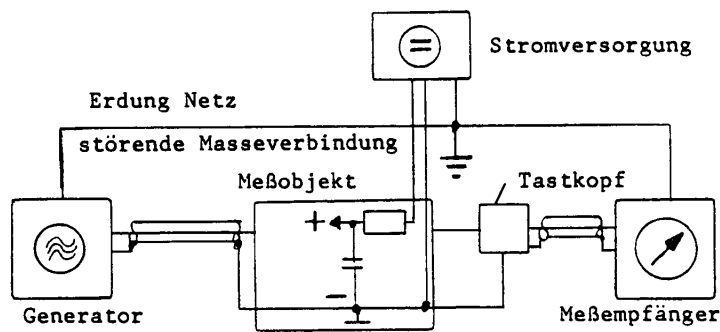 Stromversorgung
Erdung Netz
störende Masseverbindung
Meßobjekt
Tastkopf
+
−
Generator
Meßempfänger